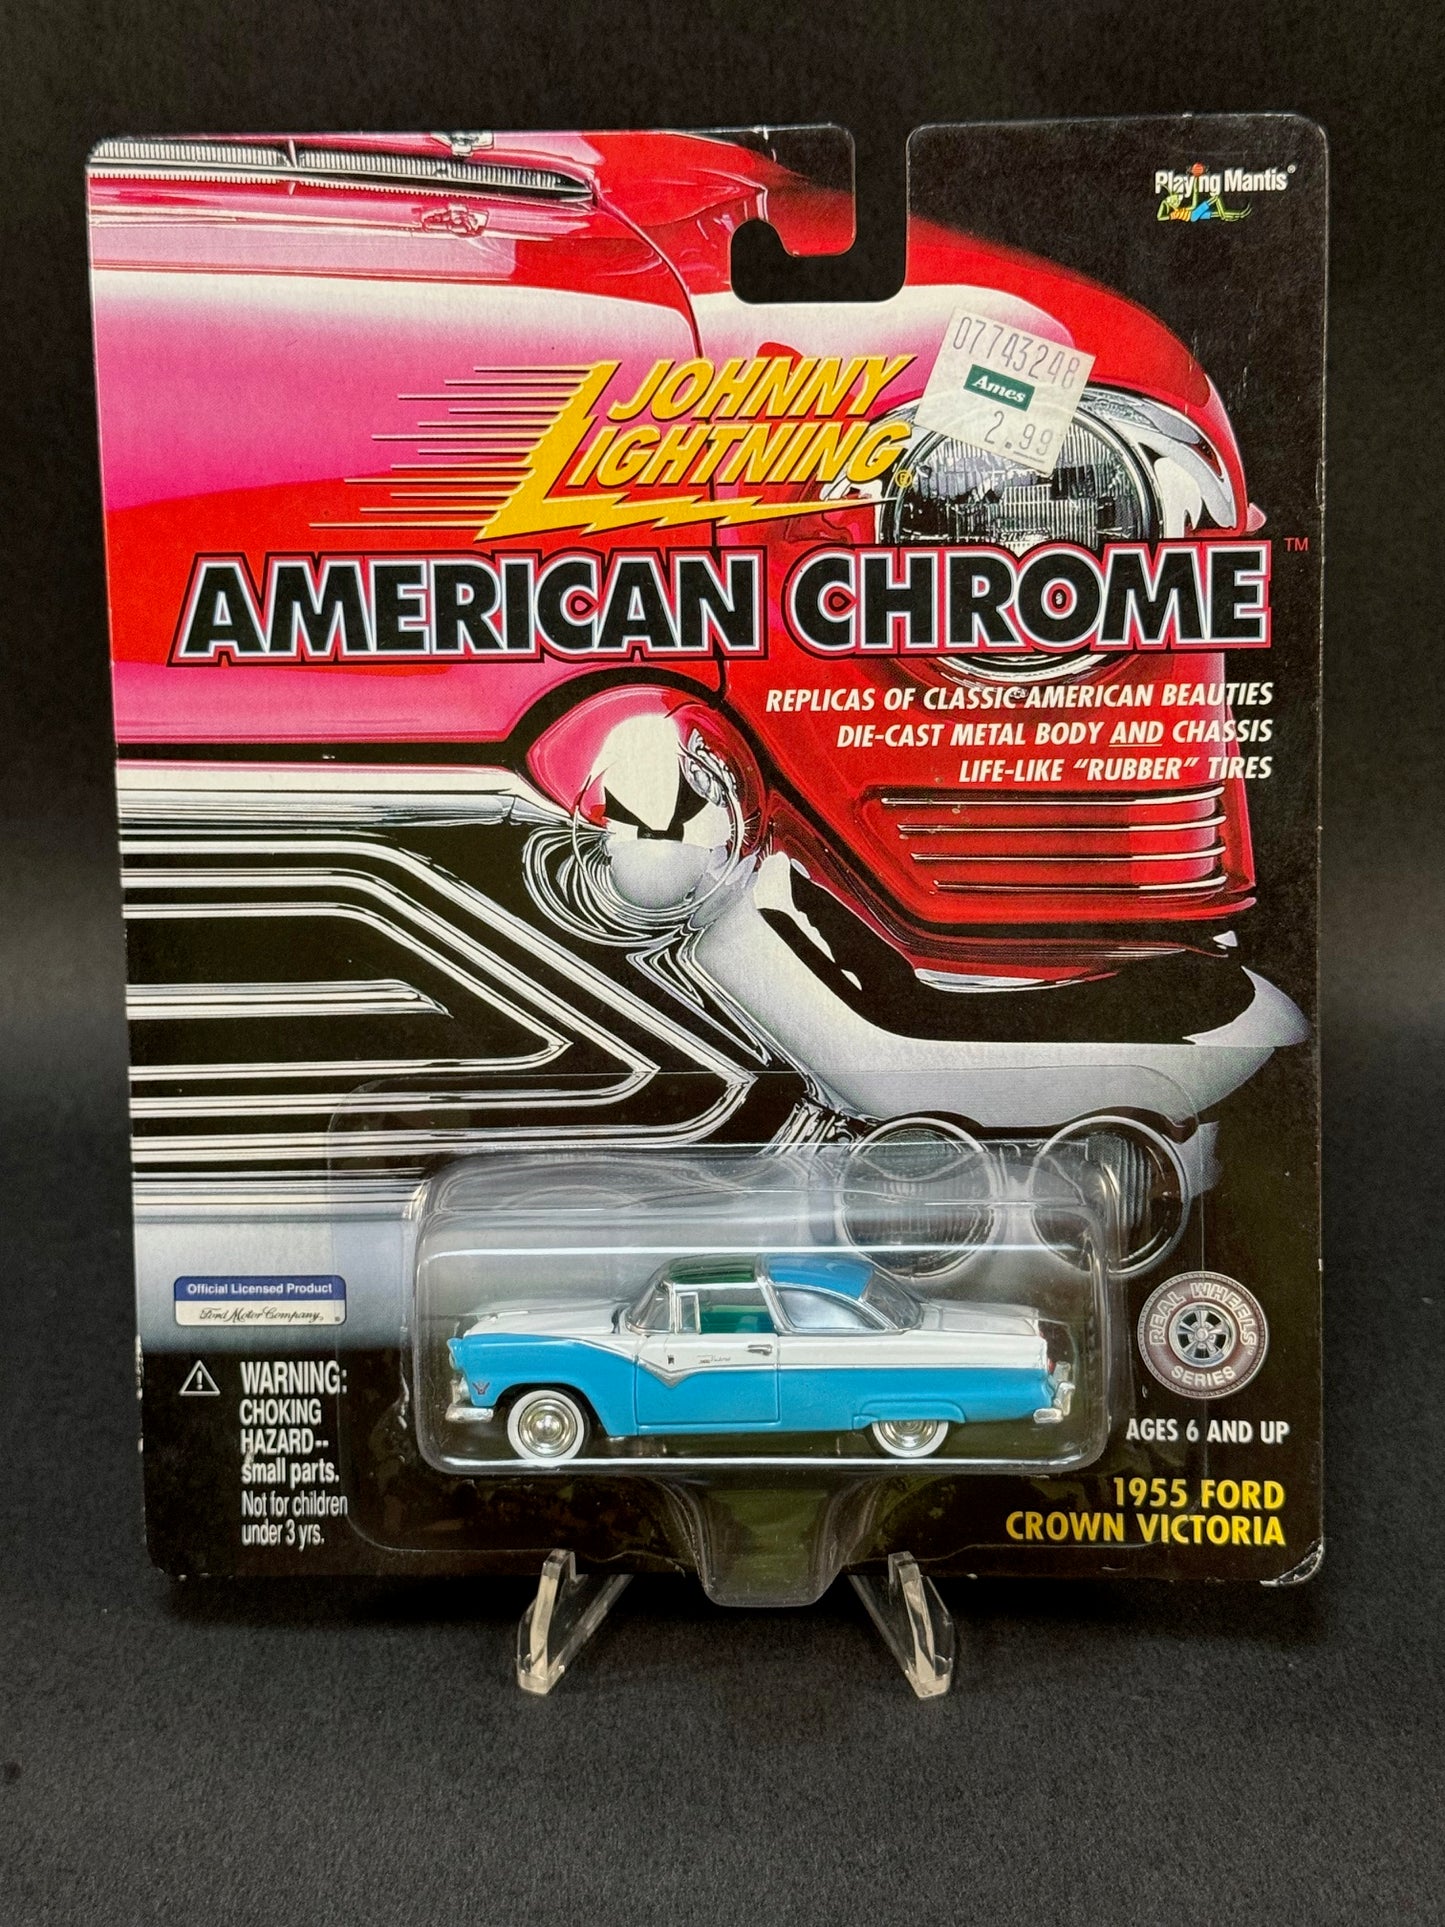 Playing Mantis®
07743248
Ames
2.99
JOHNNY
LIGHTNING®
AMERICAN CHROME™
REPLICAS OF CLASSIC AMERICAN BEAUTIES
DIE-CAST METAL BODY AND CHASSIS
LIFE-LIKE "RUBBER" TIRES
Official Licensed Product
Ford Motor Company,
REAL WHEELS
SERIES
WARNING:
CHOKING
HAZARD--
small parts.
Not for children
under 3 yrs.
AGES 6 AND UP
1955 FORD
CROWN VICTORIA